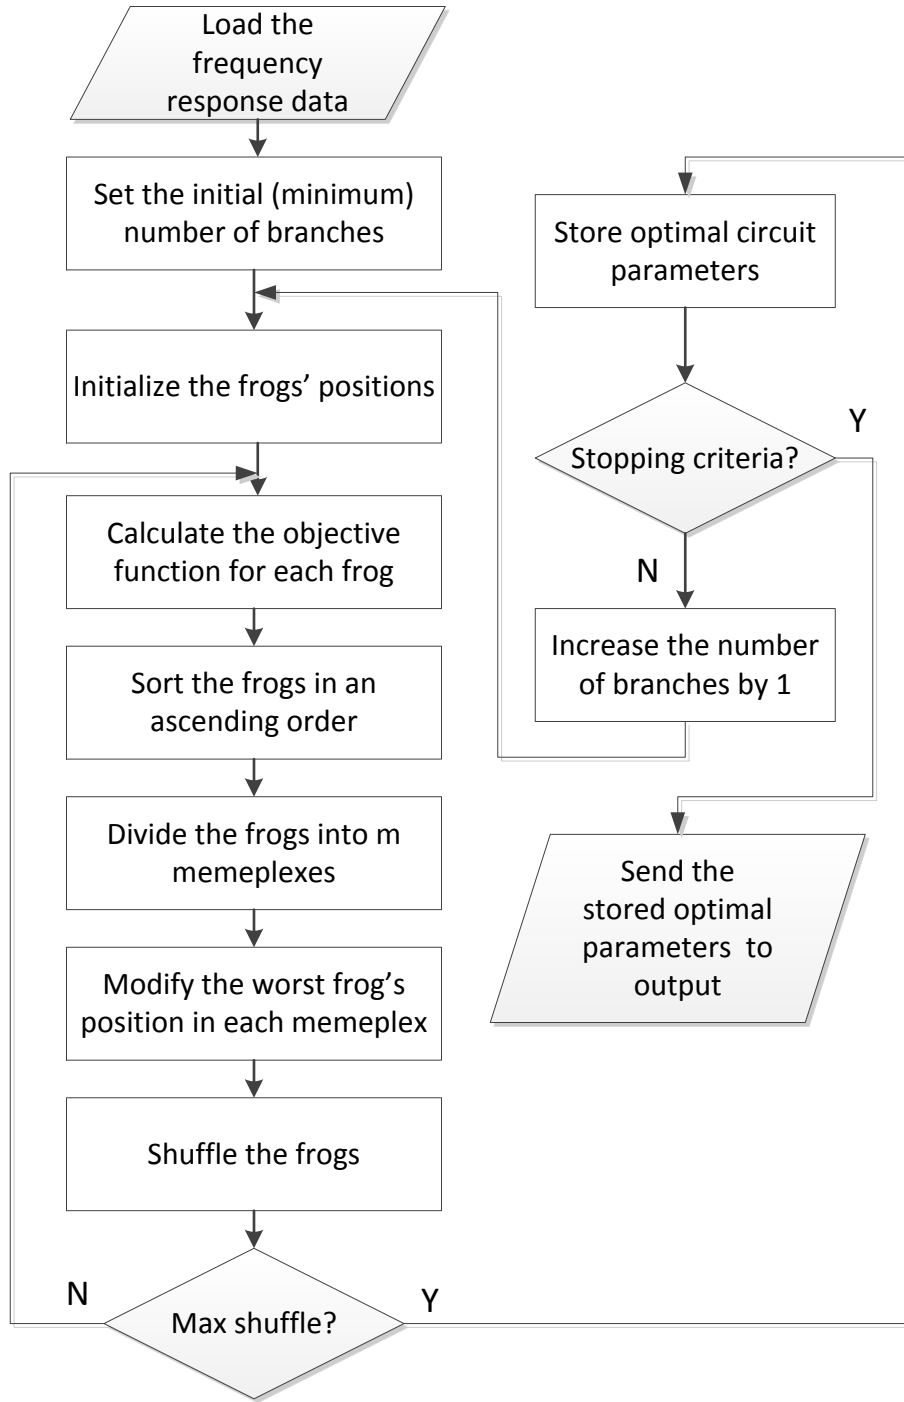 Load the
frequency
response data
Set the initial (minimum)
number of branches
Initialize the frogs’ positions
Calculate the objective
function for each frog
Sort the frogs in an
ascending order
Divide the frogs into m
memeplexes
Modify the worst frog’s
position in each memeplex
Shuffle the frogs
Max shuffle?
N
Y
Store optimal circuit
parameters
Stopping criteria?
Y
N
Increase the number
of branches by 1
Send the
stored optimal
parameters to
output